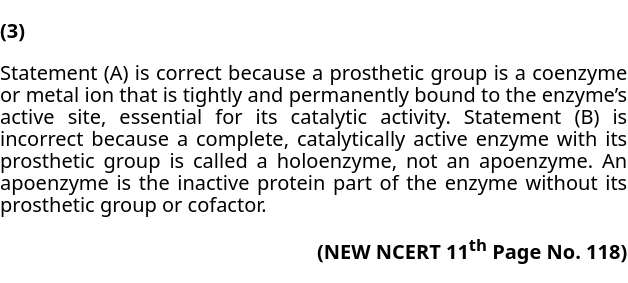 (3)
Statement (A) is correct because a prosthetic group is a coenzyme
or metal ion that is tightly and permanently bound to the enzyme’s
active site, essential for its catalytic activity. Statement (B) is
incorrect because a complete, catalytically active enzyme with its
prosthetic group is called a holoenzyme, not an apoenzyme. An
apoenzyme is the inactive protein part of the enzyme without its
prosthetic group or cofactor.
(NEW NCERT 11th Page No. 118)